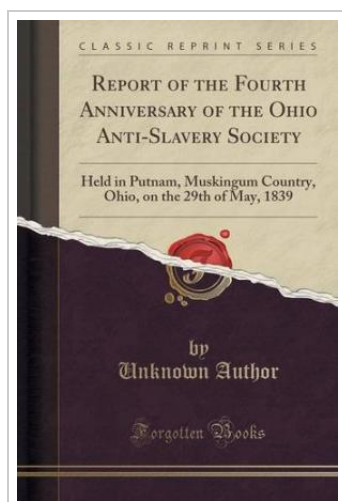 CLASSIC REPRINT SERIES
REPORT OF THE FOURTH
ANNIVERSARY OF THE OHIO
ANTI-SLAVERY SOCIETY
Held in Putnam, Muskingum Country,
Ohio, on the 29th of May, 1839
by
Unknown Author
Forgotten Books